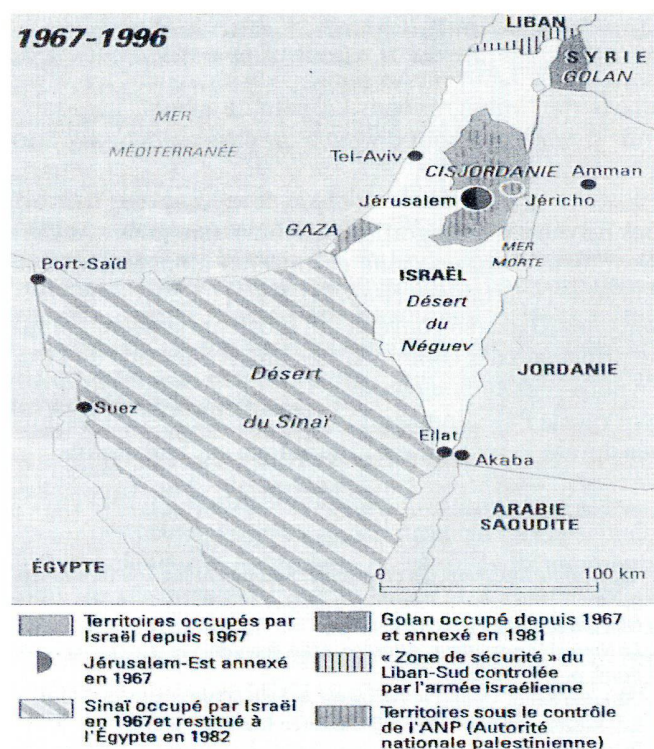 1967-1996
LIBAN
SYRIE
GOLAN
MER
MÉDITERRANÉE
Tel-Aviv
CISJORDANIE
Amman
Jérusalem
Jéricho
GAZA
MER
MORTE
Port-Saïd
ISRAËL
Désert
du
Néguev
Désert
du Sinaï
JORDANIE
Suez
Eilat
Akaba
ARABIE
SAOUDITE
ÉGYPTE
0 100 km
Territoires occupés par
Israël depuis 1967
Jérusalem-Est annexé
en 1967
Sinaï occupé par Israël
en 1967et restitué à
l'Égypte en 1982
Golan occupé depuis 1967
et annexé en 1981
« Zone de sécurité » du
Liban-Sud controlée
par l'armée israélienne
Territoires sous le contrôle
de l'ANP (Autorité
nationale palestinienne)